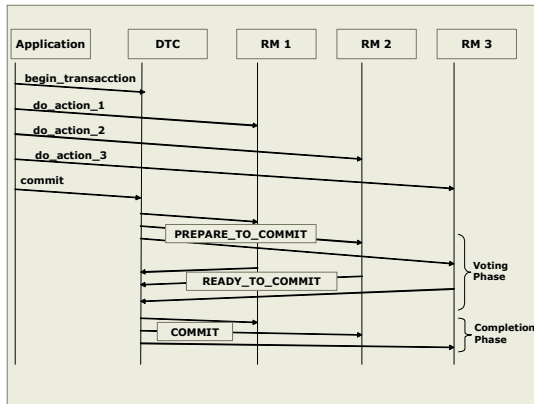 Application
DTC
RM 1
RM 2
RM 3
begin_transacction
do_action_1
do_action_2
do_action_3
commit
PREPARE_TO_COMMIT
READY_TO_COMMIT
Voting
Phase
COMMIT
Completion
Phase